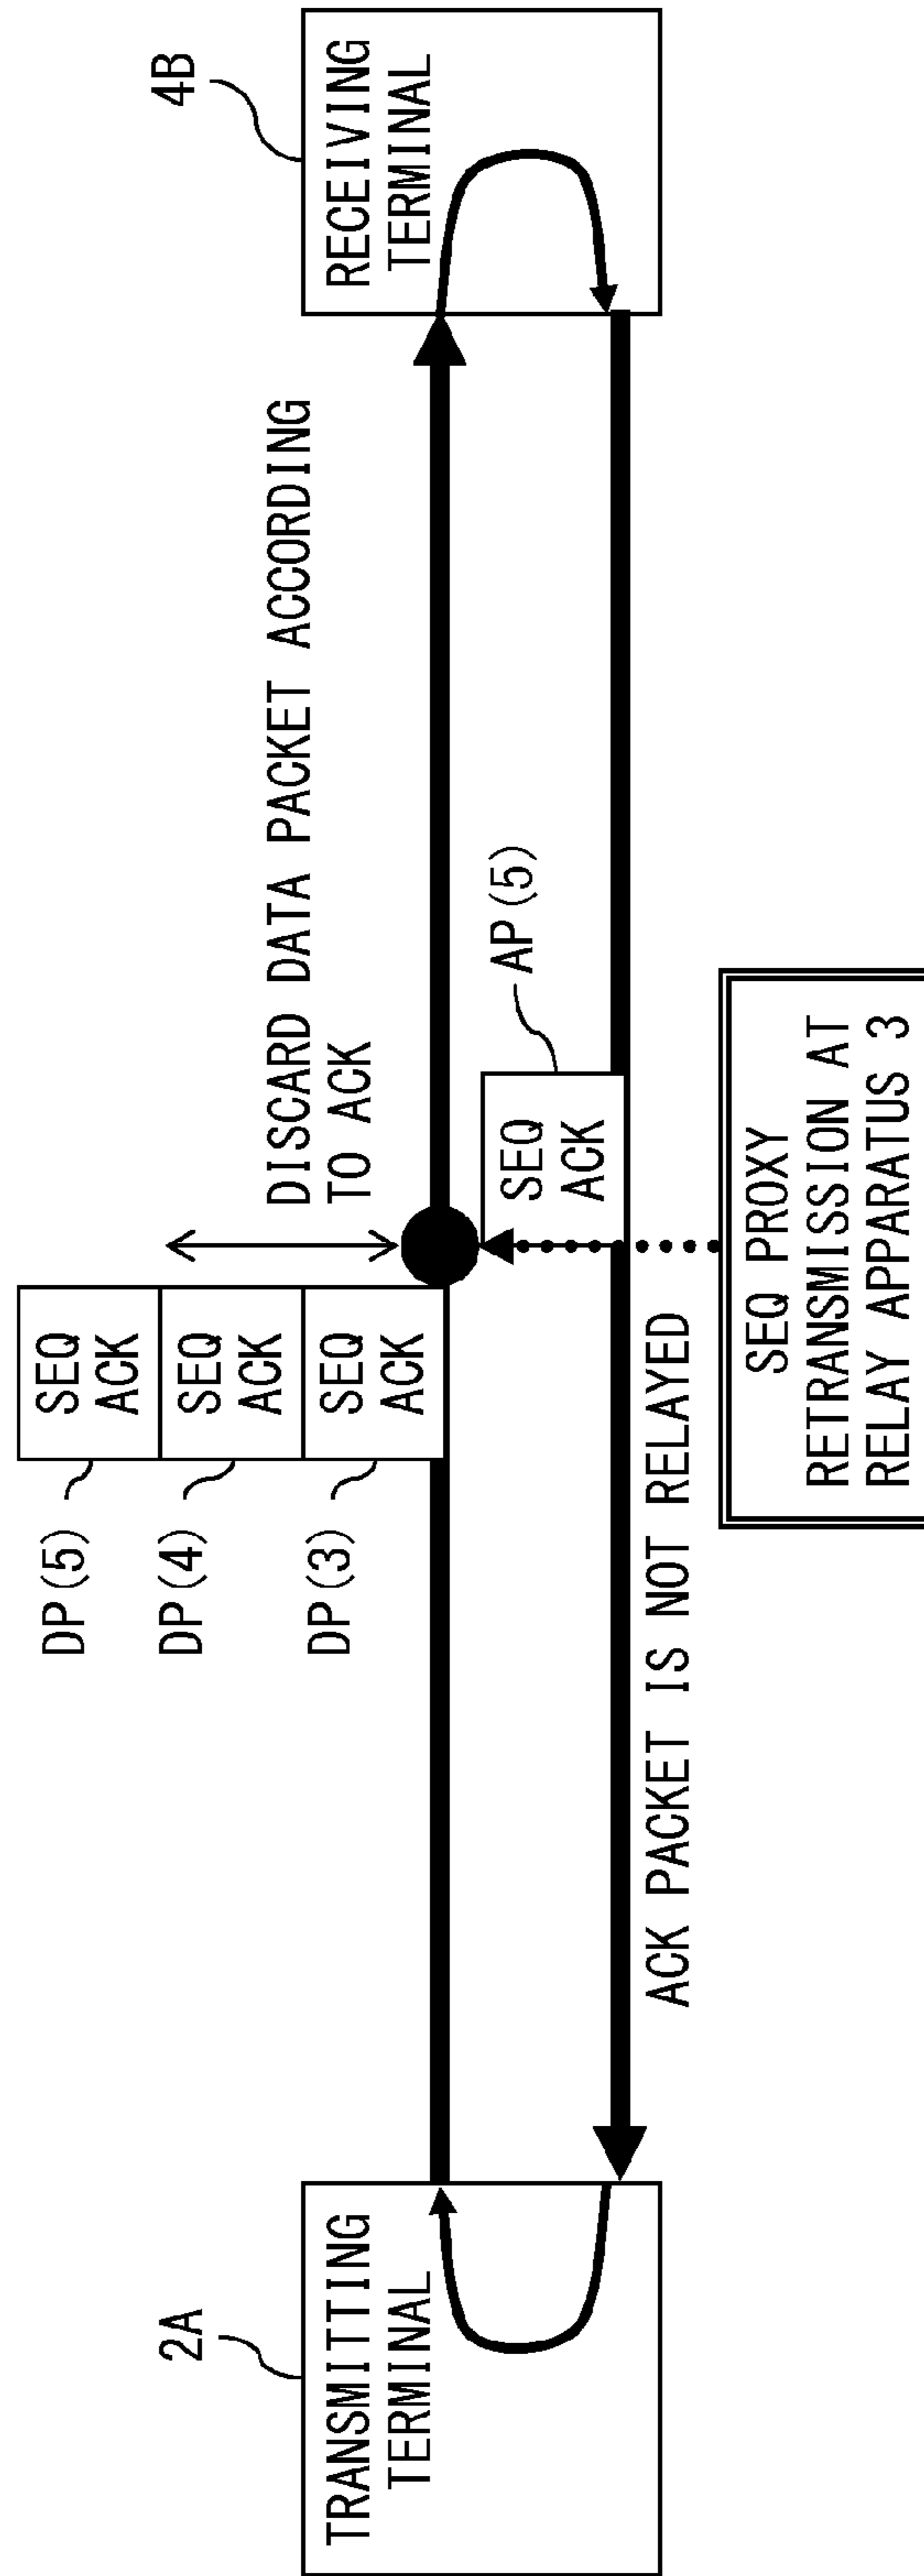 2A
TRANSMITTING
TERMINAL
DP(5)
DP(4)
DP(3)
SEQ
ACK
SEQ
ACK
SEQ
ACK
DISCARD DATA PACKET ACCORDING
TO ACK
SEQ
ACK
AP(5)
4B
RECEIVING
TERMINAL
ACK PACKET IS NOT RELAYED
SEQ PROXY
RETRANSMISSION AT
RELAY APPARATUS 3